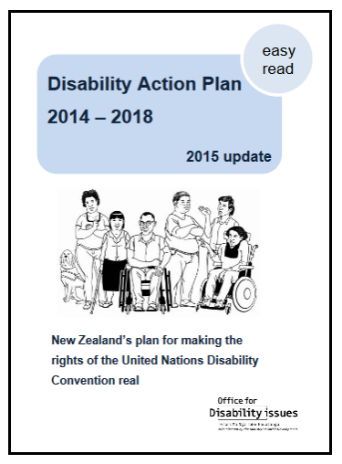 easy
read
Disability Action Plan
2014 – 2018
2015 update
New Zealand's plan for making the
rights of the United Nations Disability
Convention real
Office for
Disability issues